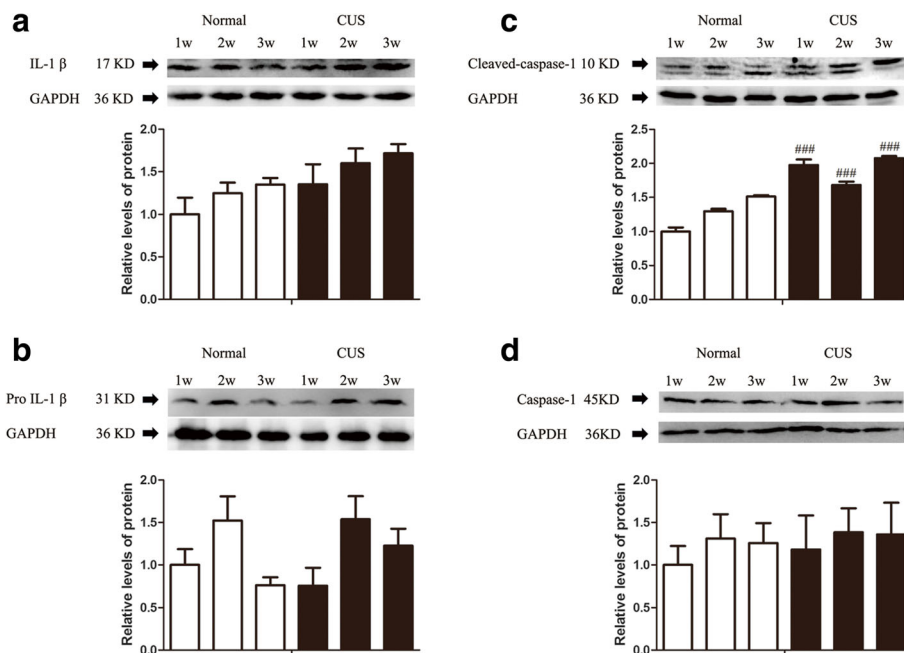 a
Normal CUS
1w 2w 3w 1w 2w 3w
IL-1 β 17 KD
GAPDH 36 KD
Relative levels of protein
2.0
1.5
1.0
0.5
0.0
b
Normal CUS
1w 2w 3w 1w 2w 3w
Pro IL-1 β 31 KD
GAPDH 36 KD
Relative levels of protein
2.0
1.5
1.0
0.5
0.0
c
Normal CUS
1w 2w 3w 1w 2w 3w
Cleaved-caspase-1 10 KD
GAPDH 36 KD
Relative levels of protein
2.5
2.0
1.5
1.0
0.5
0.0
### ### ###
d
Normal CUS
1w 2w 3w 1w 2w 3w
Caspase-1 45KD
GAPDH 36KD
Relative levels of protein
2.0
1.5
1.0
0.5
0.0